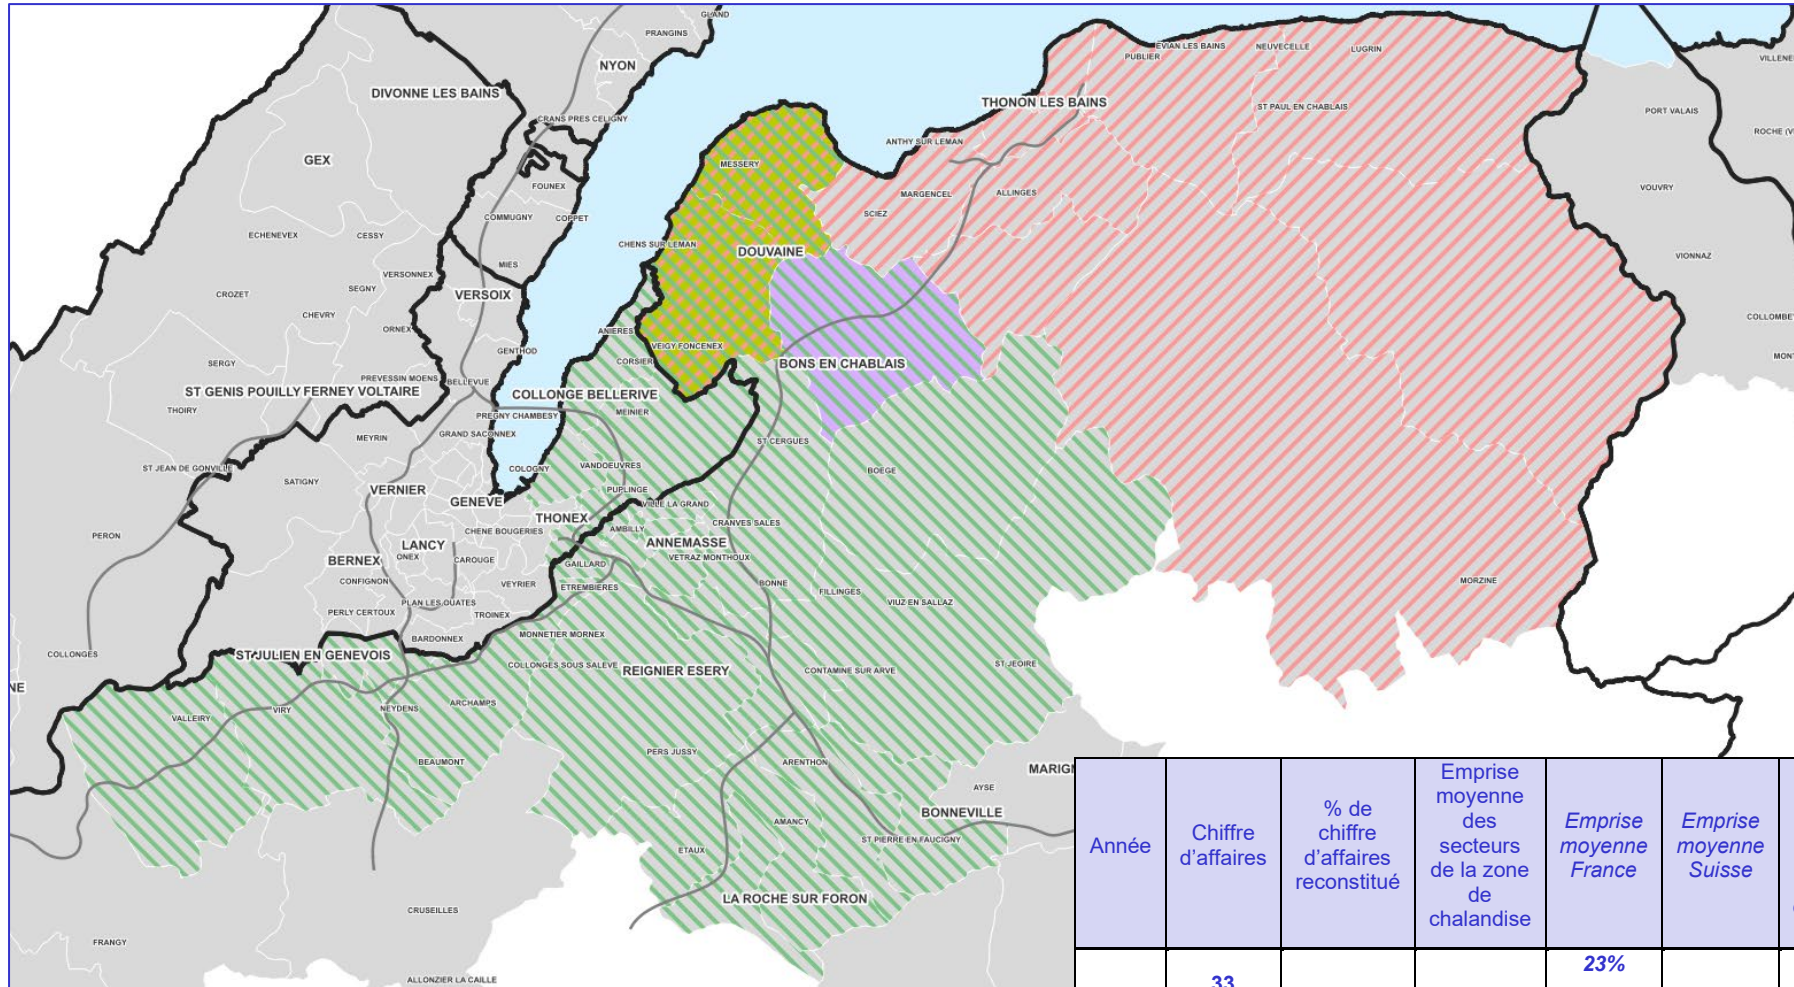 GLAND
PRANGINS
NYON
DIVONNE LES BAINS
CRANS PRES CELIGNY
GEX
FOUNEX
COMMUGNY
COPPET
ECHENEVEX
CESSY
MIES
VERSONNEX
CROZET
SEGNY
VERSOIX
CHEVRY
ORNEX
GENTHOD
SERGY
PREVESSIN MOENS
BELLEVUE
ST GENIS POUILLY FERNEY VOLTAIRE
THOIRY
PREGNY CHAMBESY
MEYRIN
GRAND SACONNEX
ST JEAN DE GONVILLE
SATIGNY
VERNIER
GENEVE
PERON
CHENE BOUGERIES
LANCY
ONEX
CAROUGE
BERNEX
CONFIGNON
VEYRIER
PLAN LES OUATES
PERLY CERTOUX
TROINEX
BARDONNEX
COLLONGES
NE
EVIAN LES BAINS
NEUVECELLE
LUGRIN
PUBLIER
THONON LES BAINS
ST PAUL EN CHABLAIS
ANTHY SUR LEMAN
MESSERY
MARGENCEL
ALLINGES
SCIEZ
CHENS SUR LEMAN
DOUVAINE
ANIERES
VEIGY FONCENEX
CORSIER
BONS EN CHABLAIS
COLLONGE BELLERIVE
MEINIER
ST CERGUES
COLOGNY
VANDOEUVRES
BOEGE
PUPLINGE
VILLE LA GRAND
THONEX
AMBILLY
CRANVES SALES
ANNEMASSE
VETRAZ MONTHOUX
GAILLARD
ETREMBIERES
BONNE
FILLINGES
VIUZ EN SALLAZ
MORZINE
MONNETIER MORNEX
ST JULIEN EN GENEVOIS
COLLONGES SOUS SALEVE
REIGNIER ESERY
CONTAMINE SUR ARVE
ST JEOIRE
VALLEIRY
VIRY
NEYDENS
ARCHAMPS
PERS JUSSY
BEAUMONT
ARENTHON
MARIGN
AYSE
AMANCY
BONNEVILLE
ETAUX
ST PIERRE EN FAUCIGNY
LA ROCHE SUR FORON
CRUSEILLES
FRANGY
ALLONZIER LA CAILLE
VILLENE
PORT VALAIS
ROCHE (V
VOUVRY
VIONNAZ
COLLOMBEY
MONT
Année
Chiffre
d’affaires
% de
chiffre
d’affaires
reconstitué
Emprise
moyenne
des
secteurs
de la zone
de
chalandise
Emprise
moyenne
France
Emprise
moyenne
Suisse
33
23%